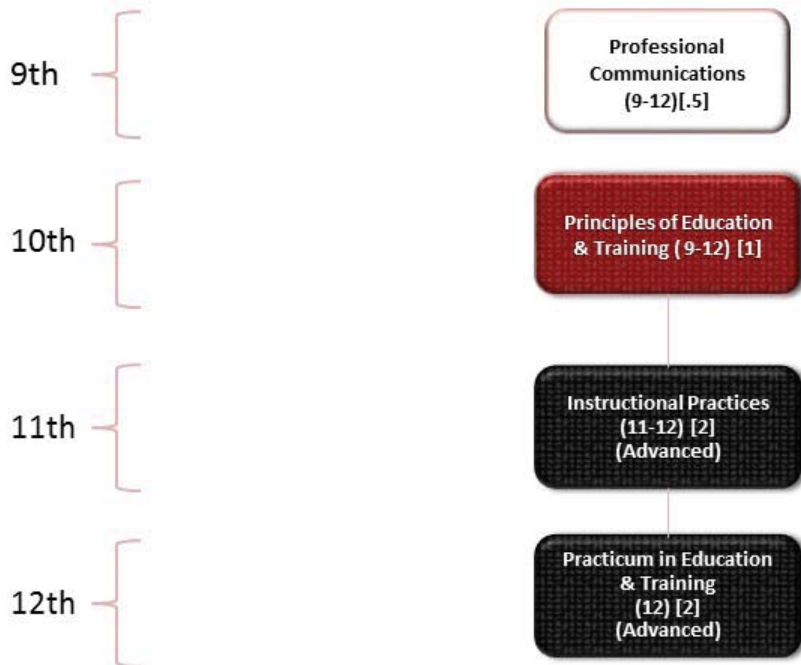 9th
Professional
Communications
(9-12)[.5]
10th
Principles of Education
& Training (9-12) [1]
11th
Instructional Practices
(11-12) [2]
(Advanced)
12th
Practicum in Education
& Training
(12) [2]
(Advanced)